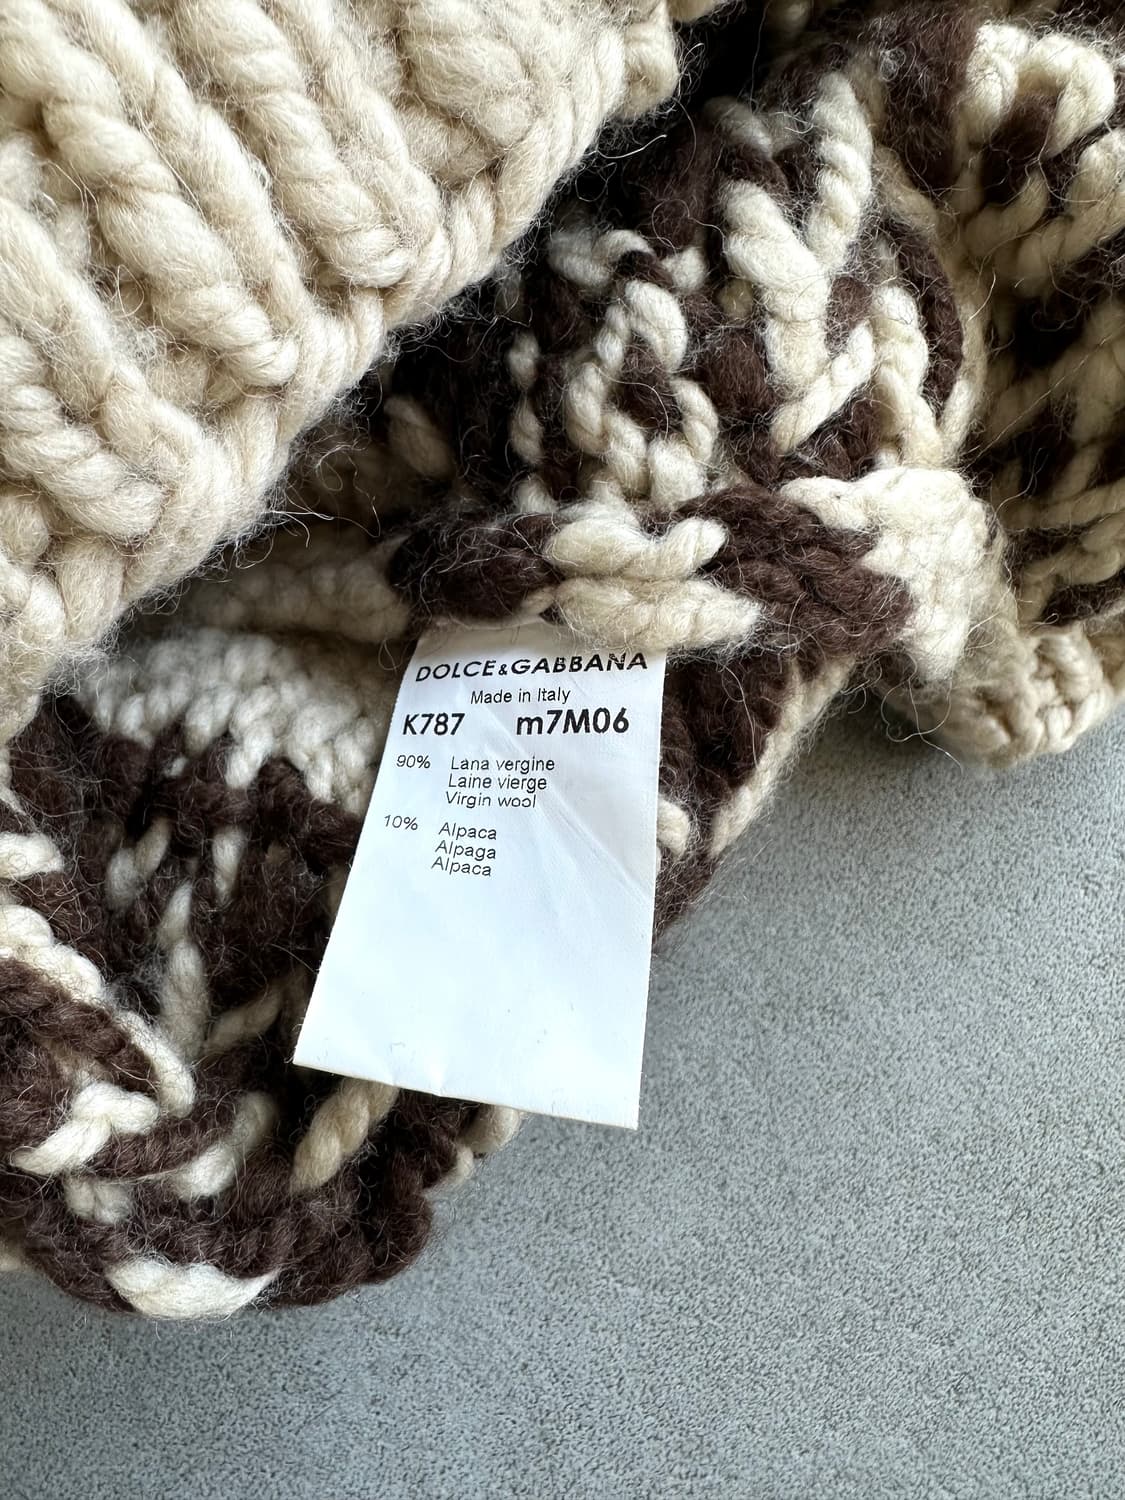 DOLCE&GABBANA
Made in Italy
K787 m7M06
90% Lana vergine
Laine vierge
Virgin wool
10% Alpaca
Alpaga
Alpaca